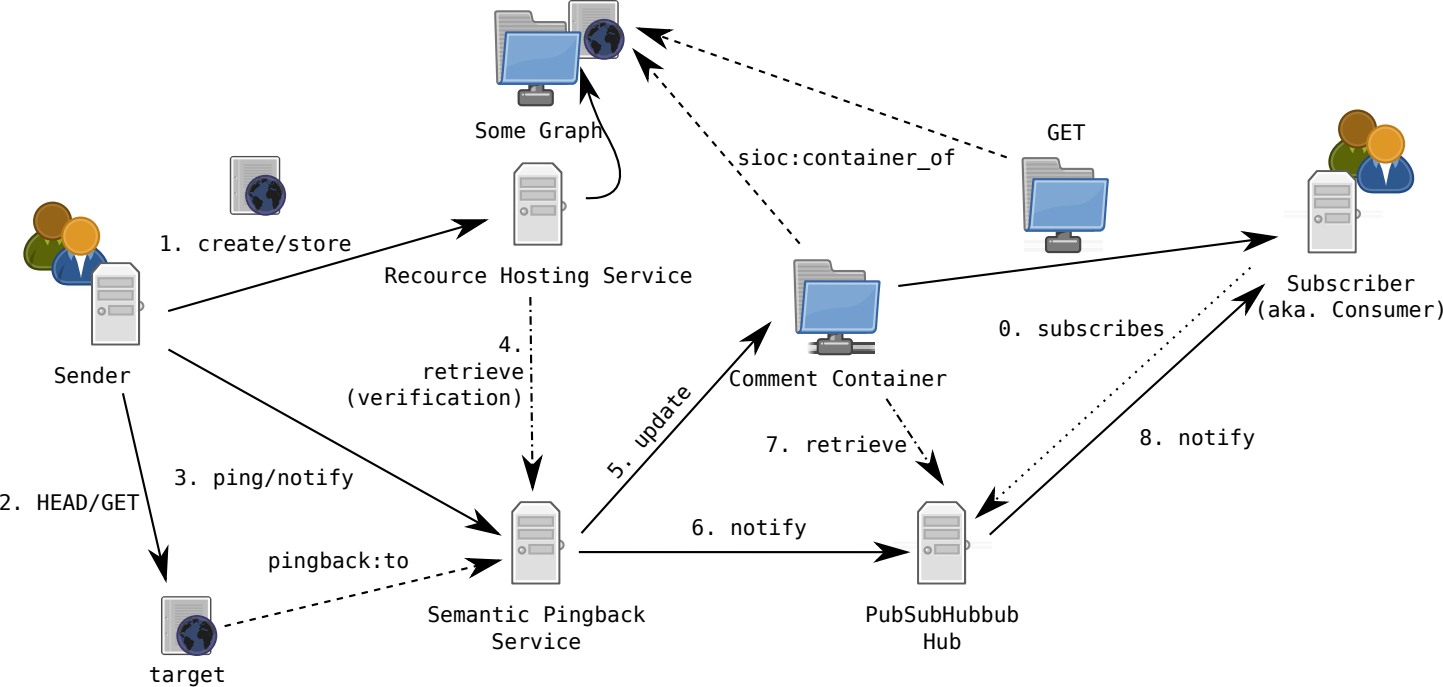 Some Graph
GET
sioc:container_of
1. create/store
Recource Hosting Service
Subscriber
(aka. Consumer)
0. subscribes
4.
retrieve
(verification)
Sender
Comment Container
5. update
7. retrieve
8. notify
3. ping/notify
2. HEAD/GET
6. notify
pingback:to
Semantic Pingback
Service
PubSubHubbub
Hub
target